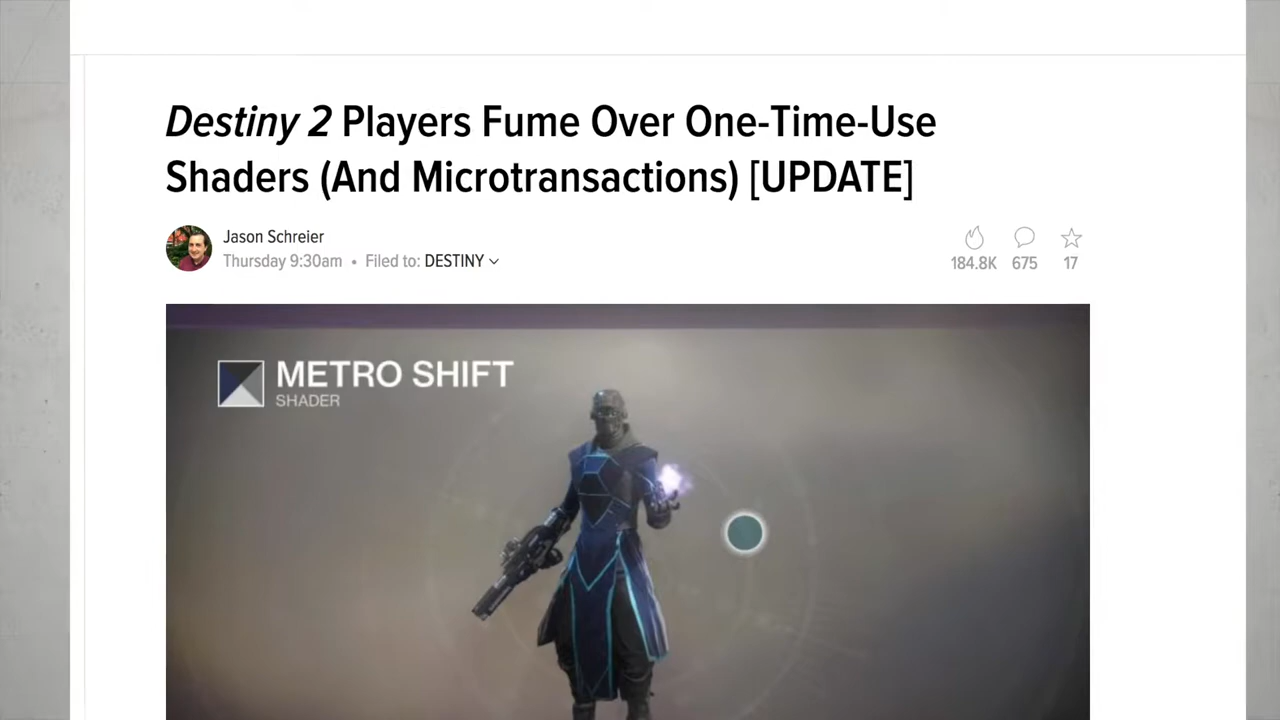 Destiny 2 Players Fume Over One-Time-Use
Shaders (And Microtransactions) [UPDATE]
Jason Schreier
Thursday 9:30am • Filed to: DESTINY
184.8K 675 17
METRO SHIFT
SHADER